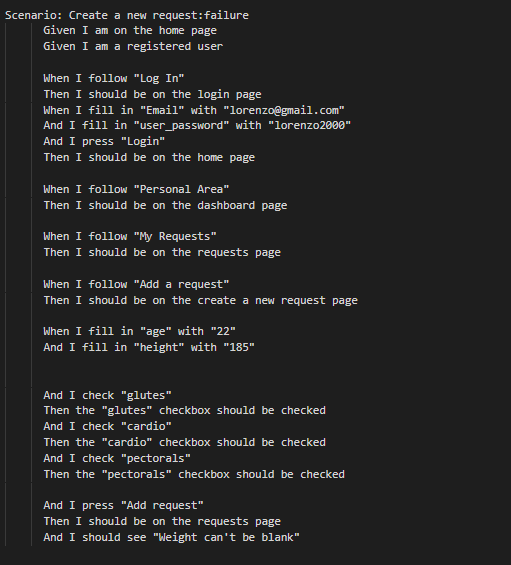 Scenario: Create a new request:failure
Given I am on the home page
Given I am a registered user
When I follow "Log In"
Then I should be on the login page
When I fill in "Email" with "lorenzo@gmail.com"
And I fill in "user_password" with "lorenzo2000"
And I press "Login"
Then I should be on the home page
When I follow "Personal Area"
Then I should be on the dashboard page
When I follow "My Requests"
Then I should be on the requests page
When I follow "Add a request"
Then I should be on the create a new request page
When I fill in "age" with "22"
And I fill in "height" with "185"
And I check "glutes"
Then the "glutes" checkbox should be checked
And I check "cardio"
Then the "cardio" checkbox should be checked
And I check "pectorals"
Then the "pectorals" checkbox should be checked
And I press "Add request"
Then I should be on the requests page
And I should see "Weight can't be blank"